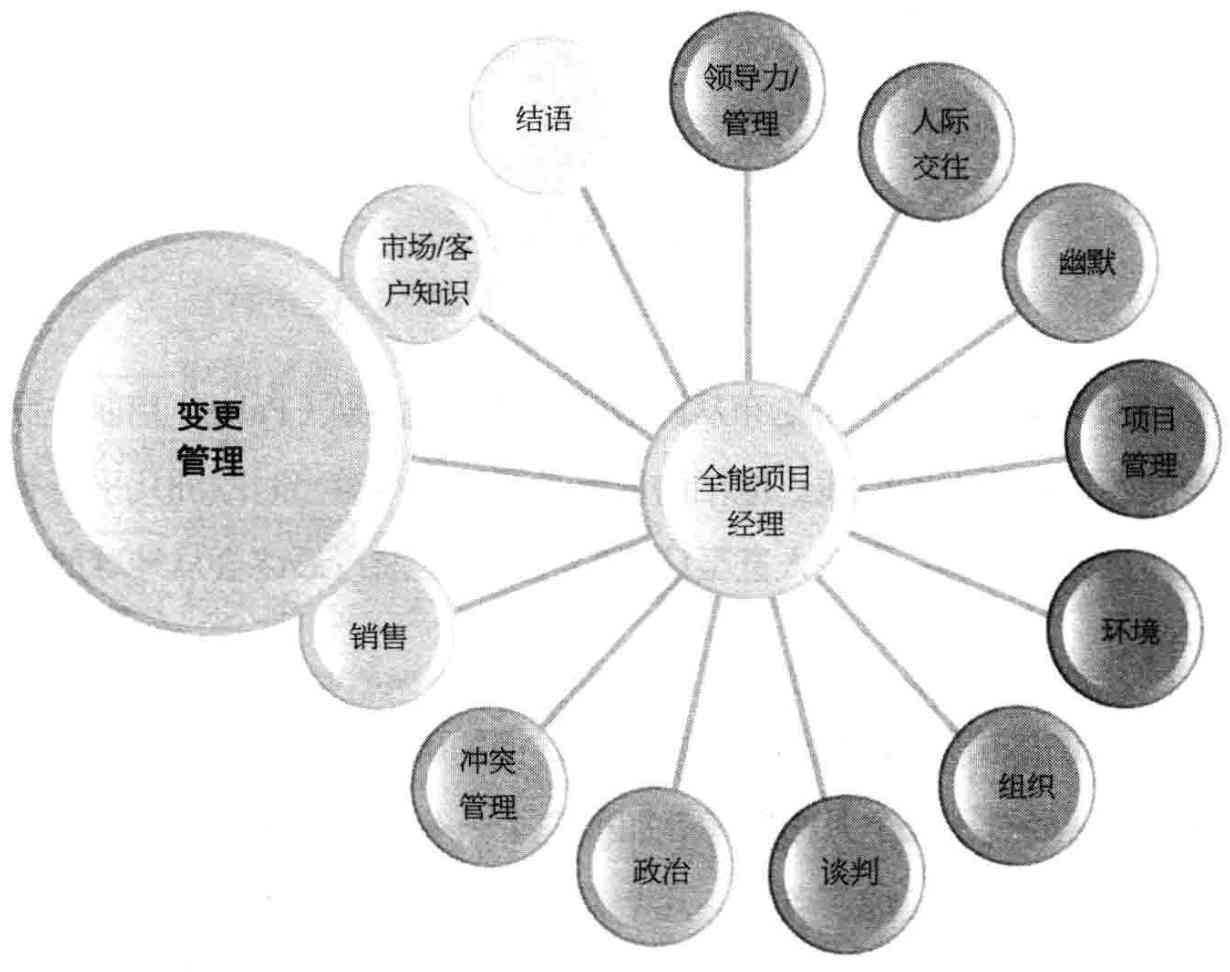 结语
领导力/
管理
人际
交往
幽默
项目
管理
环境
组织
谈判
政治
冲突
管理
销售
变更
管理
市场/客
户知识
全能项目
经理